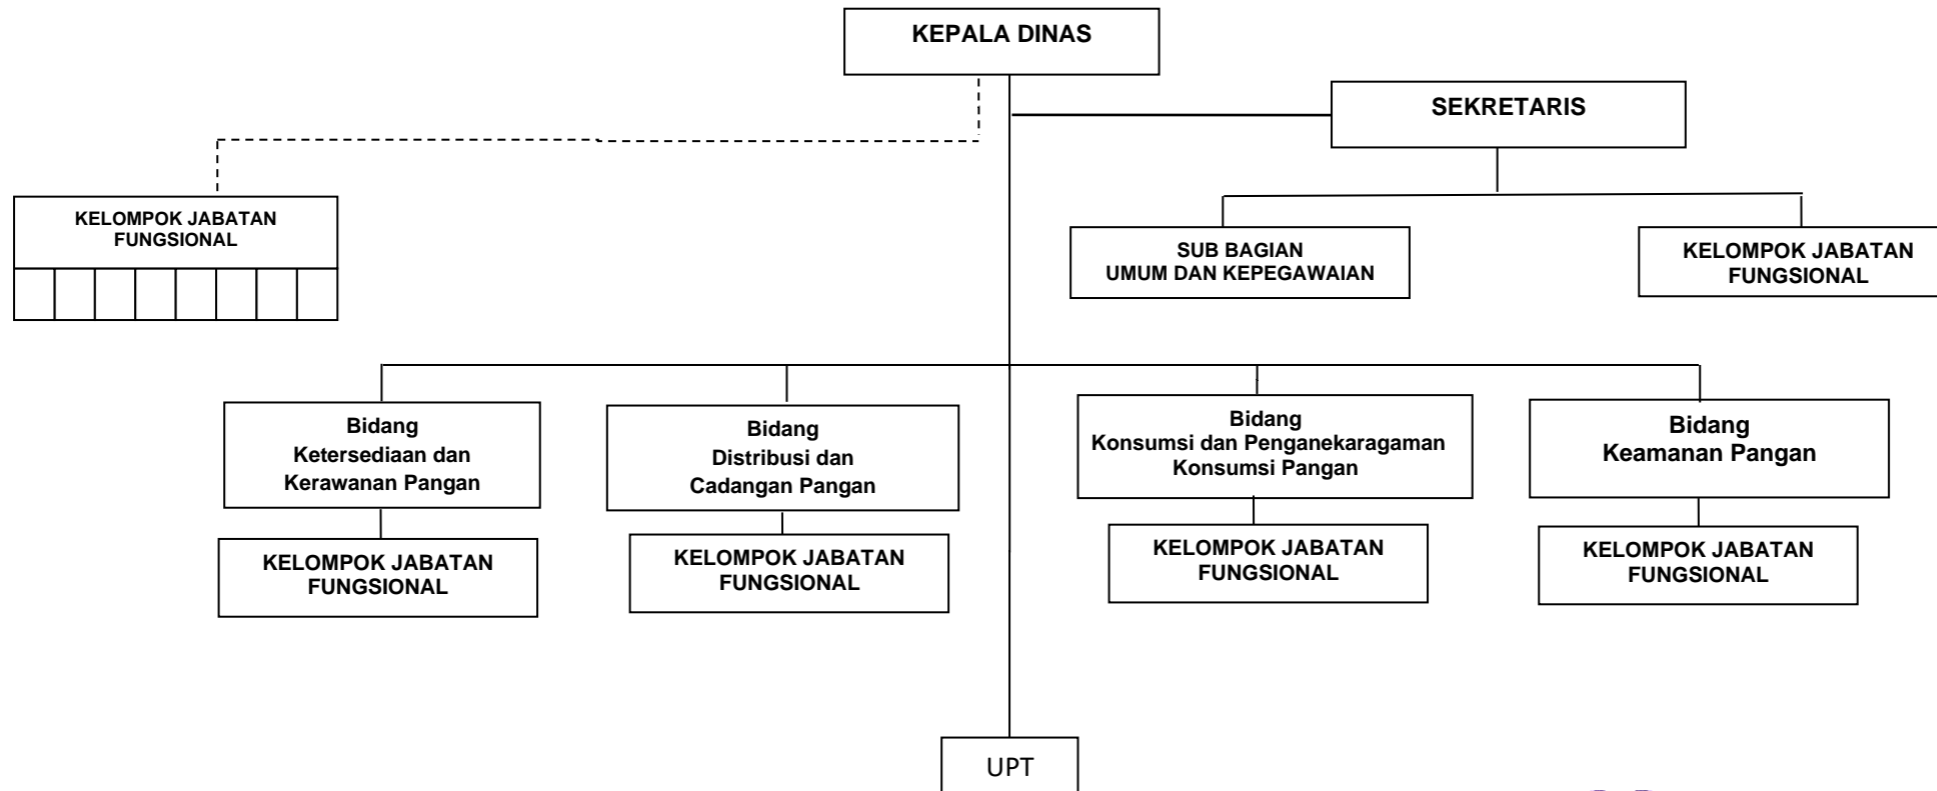 KEPALA DINAS
SEKRETARIS
KELOMPOK JABATAN
FUNGSIONAL
SUB BAGIAN
UMUM DAN KEPEGAWAIAN
KELOMPOK JABATAN
FUNGSIONAL
Bidang
Ketersediaan dan
Kerawanan Pangan
Bidang
Distribusi dan
Cadangan Pangan
Bidang
Konsumsi dan Penganekaragaman
Konsumsi Pangan
Bidang
Keamanan Pangan
KELOMPOK JABATAN
FUNGSIONAL
KELOMPOK JABATAN
FUNGSIONAL
KELOMPOK JABATAN
FUNGSIONAL
KELOMPOK JABATAN
FUNGSIONAL
UPT